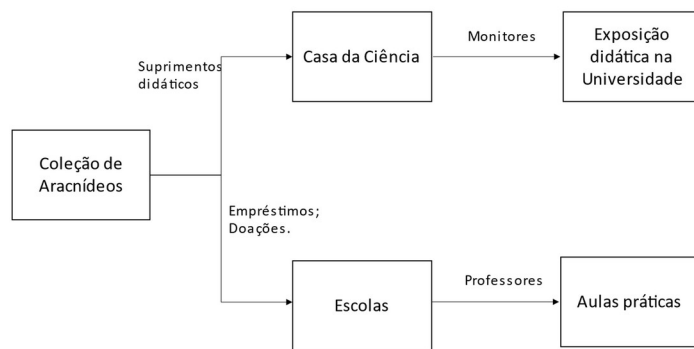 Suprimentos
didáticos
Casa da Ciência
Monitores
Exposição
didática na
Universidade
Coleção de
Aracnídeos
Empréstimos;
Doações.
Escolas
Professores
Aulas práticas